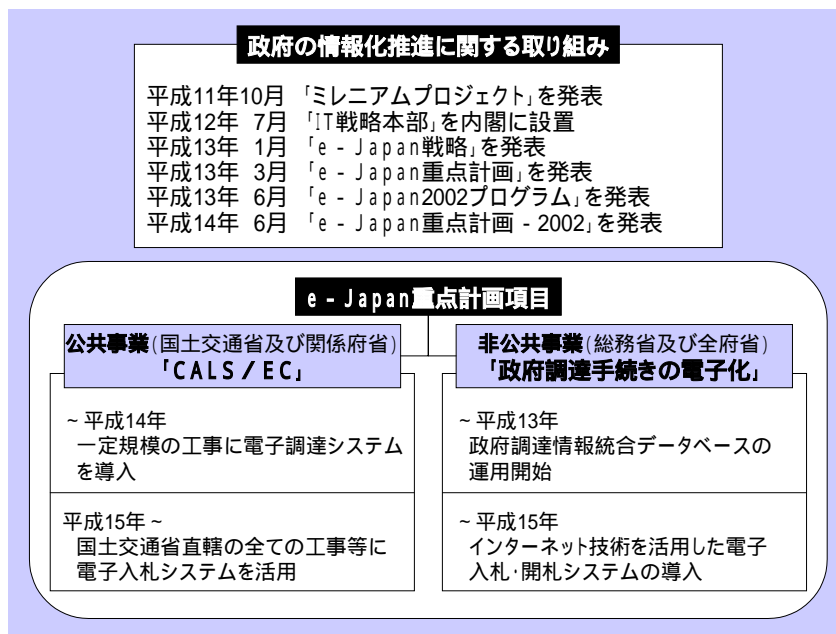 政府の情報化推進に関する取り組み
平成11年10月 「ミレニアムプロジェクト」を発表
平成12年 7月 「IT戦略本部」を内閣に設置
平成13年 1月 「e-Japan戦略」を発表
平成13年 3月 「e-Japan重点計画」を発表
平成13年 6月 「e-Japan2002プログラム」を発表
平成14年 6月 「e-Japan重点計画-2002」を発表
e-Japan重点計画項目
公共事業(国土交通省及び関係府省)
「CALS/EC」
~平成14年
一定規模の工事に電子調達システム
を導入
平成15年~
国土交通省直轄の全ての工事等に
電子入札システムを活用
非公共事業(総務省及び全府省)
「政府調達手続きの電子化」
~平成13年
政府調達情報統合データベースの
運用開始
~平成15年
インターネット技術を活用した電子
入札・開札システムの導入